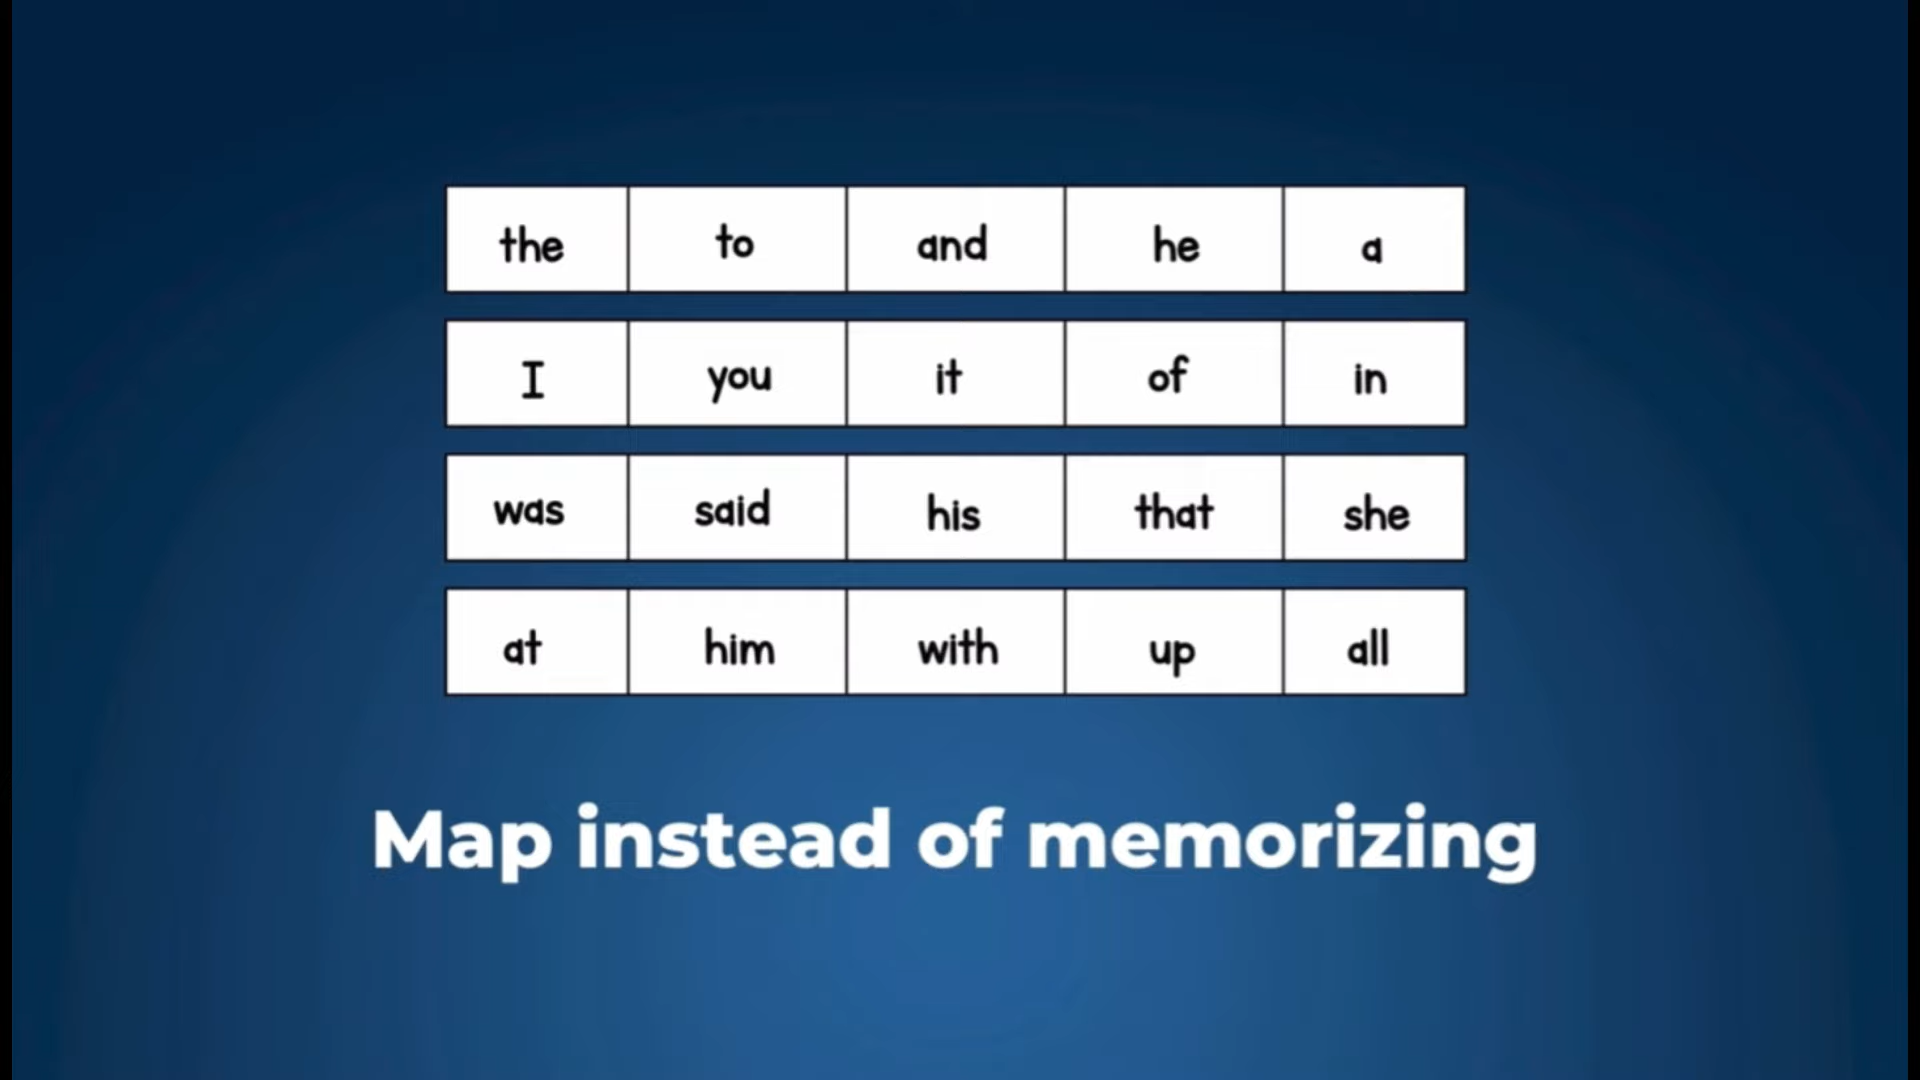 the to and he a
I you it of in
was said his that she
at him with up all
Map instead of memorizing